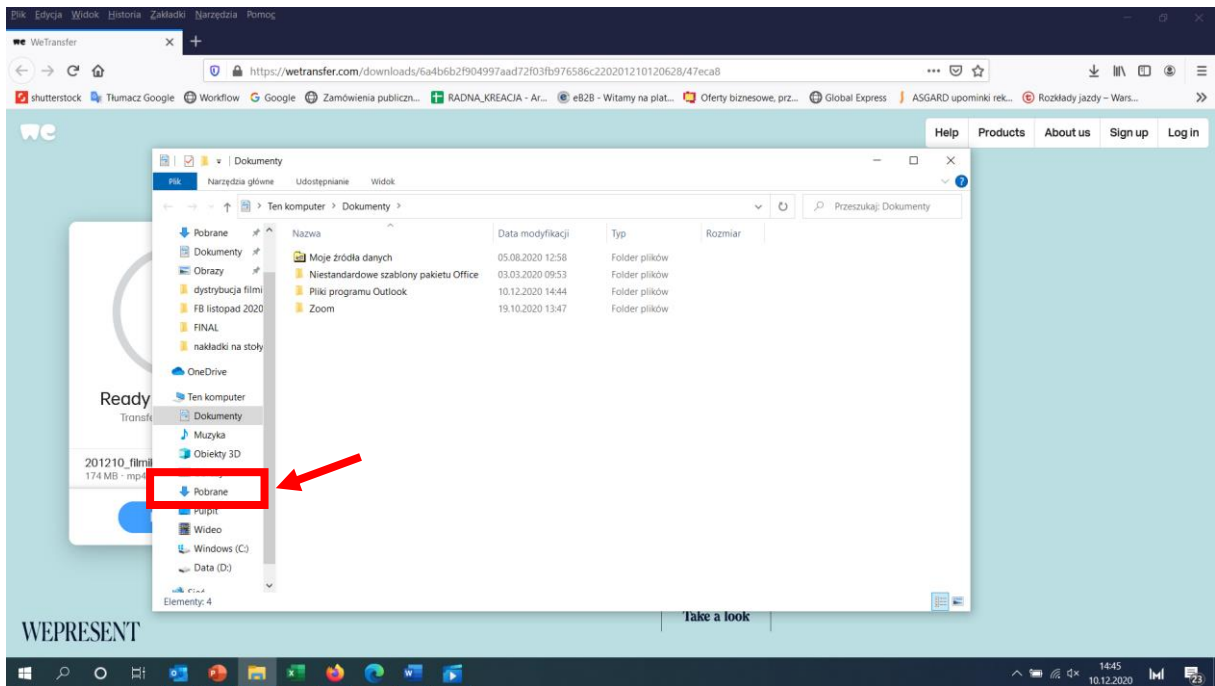 Plik Edycja Widok Historia Zakładki Narzędzia Pomoc
we WeTransfer
https://wetransfer.com/downloads/6a4b6b2f904997aad72f03fb976586c220201210120628/47eca8
shutterstock Tłumacz Google Workflow Google Zamówienia publiczn... RADNA_KREACJA - Ar... eB2B - Witamy na plat... Oferty biznesowe, prz... Global Express ASGARD upominki rek... Rozkłady jazdy – Wars...
we
Help Products About us Sign up Log in
Dokumenty
Plik Narzędzia główne Udostępnianie Widok
Ten komputer > Dokumenty >
Przeszukaj: Dokumenty
Nazwa Data modyfikacji Typ Rozmiar
Moje źródła danych 05.08.2020 12:58 Folder plików
Niestandardowe szablony pakietu Office 03.03.2020 09:53 Folder plików
Pliki programu Outlook 10.12.2020 14:44 Folder plików
Zoom 19.10.2020 13:47 Folder plików
Pobrane
Dokumenty
Obrazy
dystrybucja filmi
FB listopad 2020
FINAL
nakładki na stoły
OneDrive
Ten komputer
Dokumenty
Muzyka
Obiekty 3D
Pobrane
Pulpit
Wideo
Windows (C:)
Data (D:)
Elementy: 4
Ready
Transfe
201210_filmi
174 MB - mp4
Take a look
WEPRESENT
14:45
10.12.2020
23